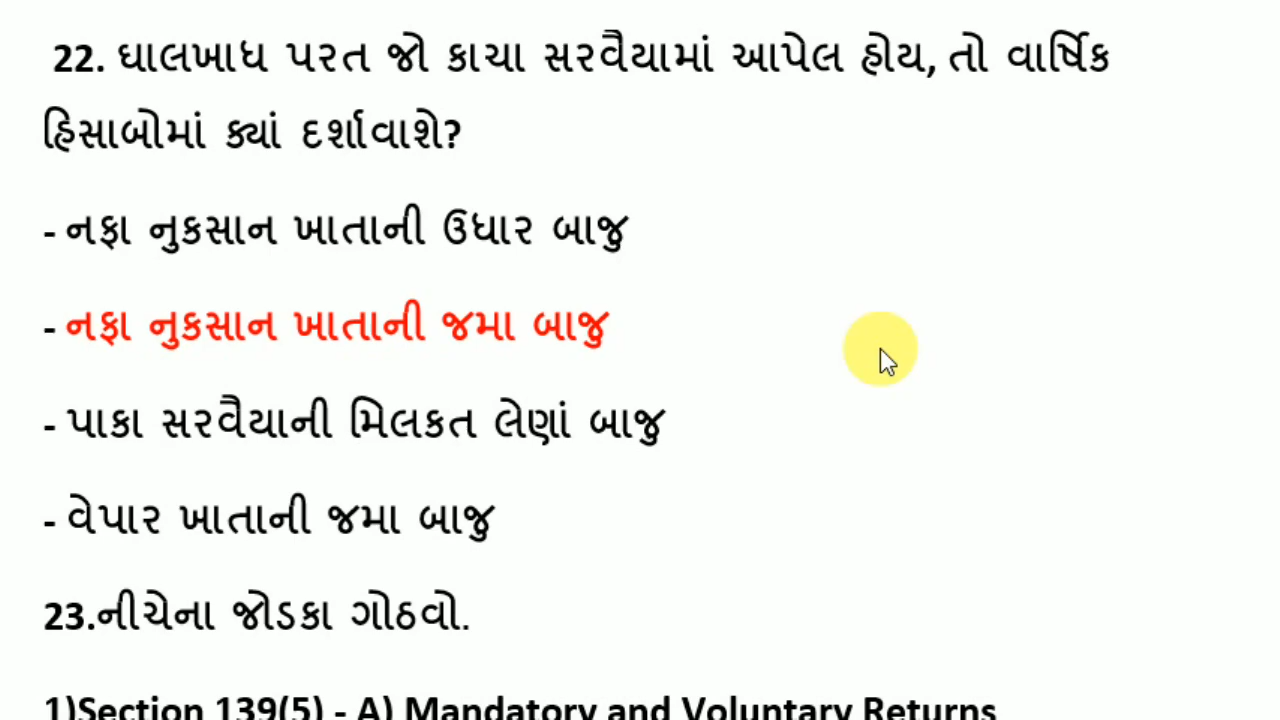 22. ઘાલખાધ પરત જો કાચા સરવૈયામાં આપેલ હોય, તો વાર્ષિક
હિસાબોમાં ક્યાં દર્શાવાશે?
- નફા નુકસાન ખાતાની ઉધાર બાજુ
- નફા નુકસાન ખાતાની જમા બાજુ
- પાકા સરવૈયાની મિલકત લેણાં બાજુ
- વેપાર ખાતાની જમા બાજુ
23.નીચેના જોડકા ગોઠવો.
1)Section 139(5) - A) Mandatory and Voluntary Returns